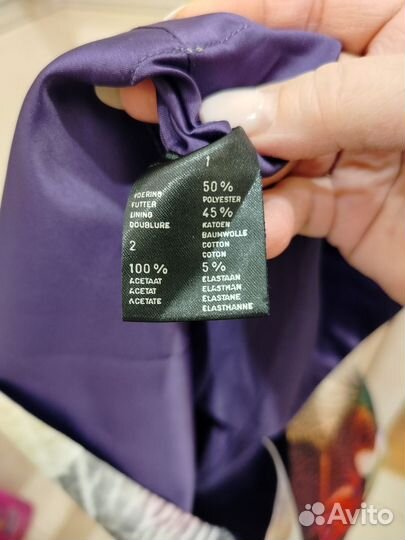 1
VOERING
FUTTER
LINING
DOUBLURE
2
100%
ACETAAT
ACETAT
ACETATE
50%
POLYESTER
45%
KATOEN
BAUMWOLLE
COTTON
COTON
5%
ELASTAAN
ELASTHAN
ELASTANE
ELASTHANNE
Avito